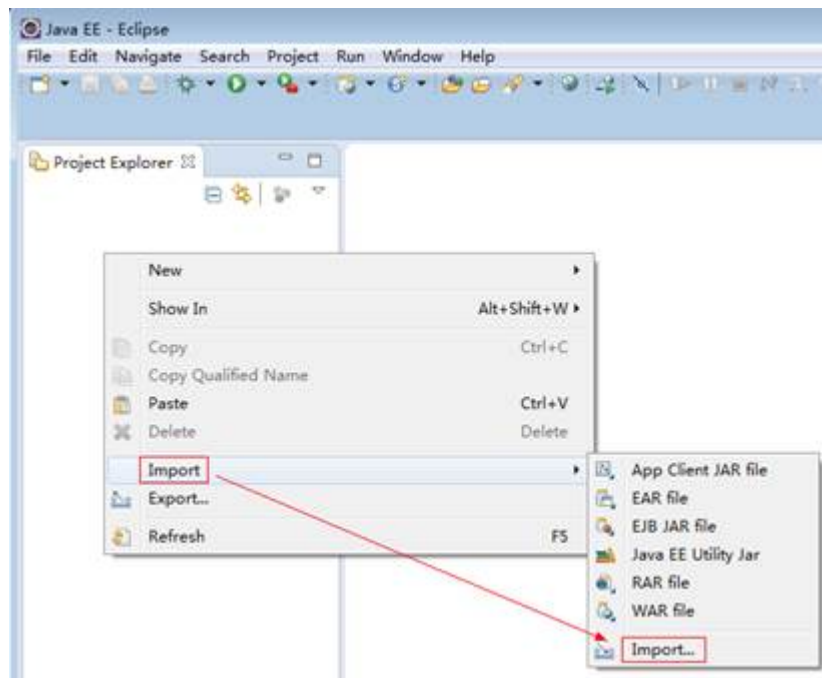 Java EE - Eclipse
File Edit Navigate Search Project Run Window Help
Project Explorer
New
Show In Alt+Shift+W
Copy Ctrl+C
Copy Qualified Name
Paste Ctrl+V
Delete Delete
Import
Export...
Refresh F5
App Client JAR file
EAR file
EJB JAR file
Java EE Utility Jar
RAR file
WAR file
Import...